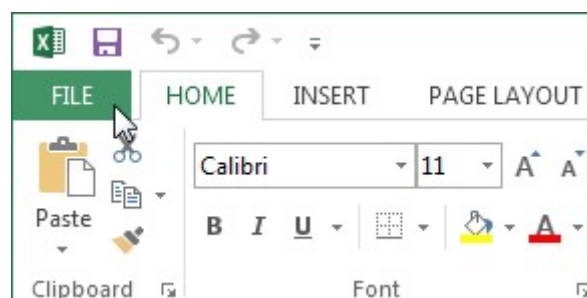 FILE HOME INSERT PAGE LAYOUT
Calibri 11 A A
Paste B I U A
Clipboard Font